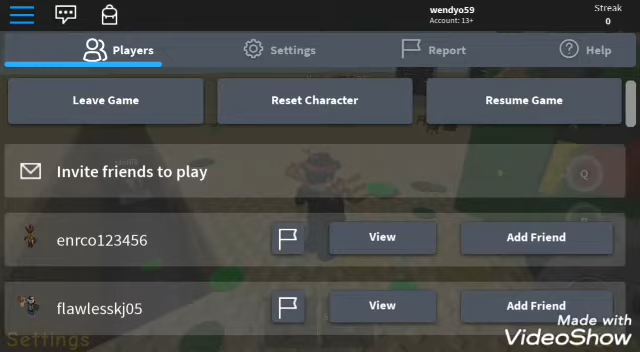 wendyo59
Account: 13+
Streak
0
Players
Settings
Report
Help
Leave Game
Reset Character
Resume Game
Invite friends to play
Q
enrco123456
View
Add Friend
flawlesskj05
View
Add Friend
Settings
Made with
VideoShow